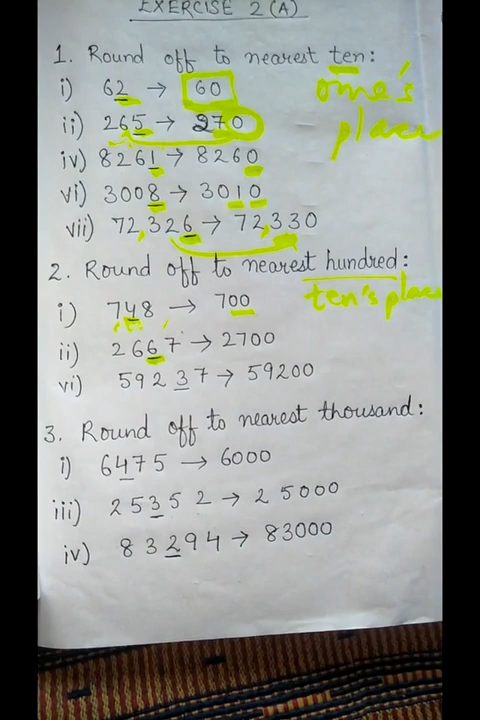 EXERCISE 2(A)
1. Round off to nearest ten:
i) 62 → 60
one's
ii) 265 → 270
place
iv) 8261 → 8260
vi) 3008 → 3010
vii) 72,326 → 72,330
2. Round off to nearest hundred:
i) 748 → 700
ten's place
ii) 2667 → 2700
vi) 59237 → 59200
3. Round off to nearest thousand:
i) 6475 → 6000
iii) 25352 → 25000
iv) 83294 → 83000